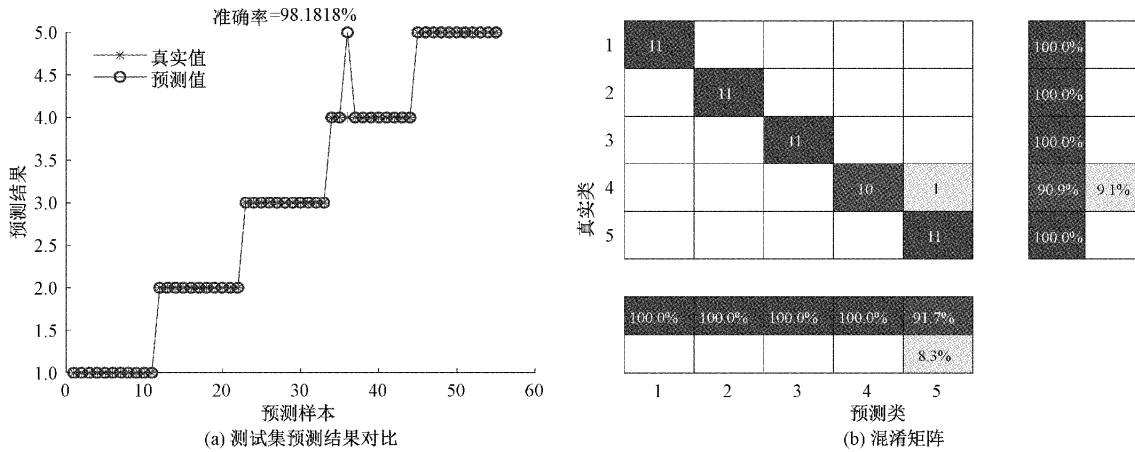 准确率=98.1818%
5.0
真实值
4.5
预测值
4.0
3.5
3.0
2.5
2.0
1.5
1.0
预测结果
0 10 20 30 40 50 60
预测样本
(a) 测试集预测结果对比
1 11 100.0%
2 11 100.0%
3 11 100.0%
4 10 1 90.9% 9.1%
5 11 100.0%
真实类
100.0% 100.0% 100.0% 100.0% 91.7%
8.3%
1 2 3 4 5
预测类
(b) 混淆矩阵